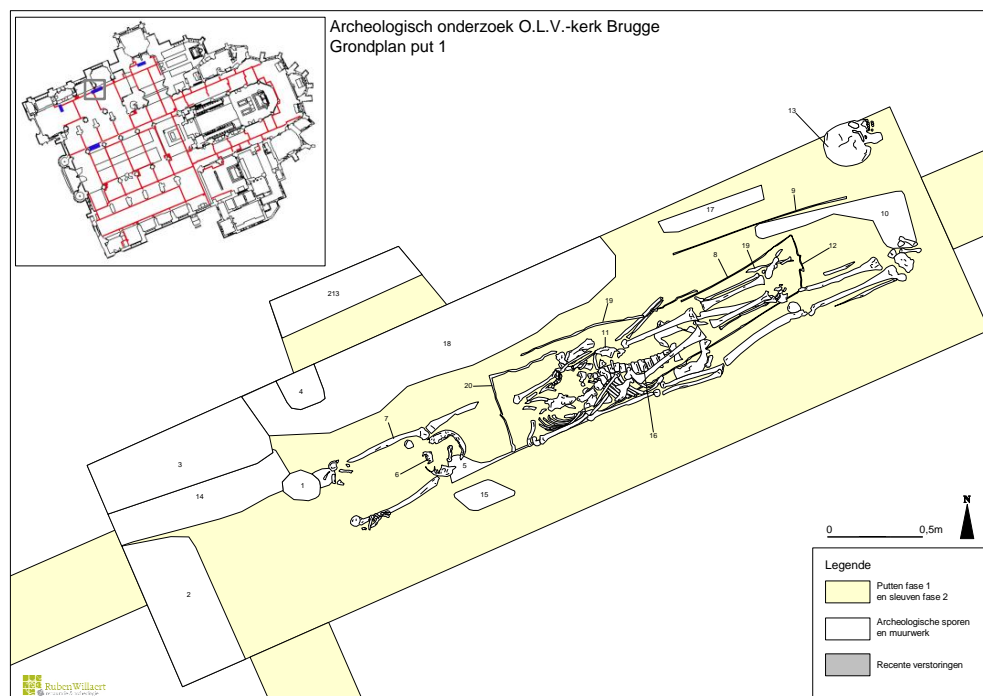 Archeologisch onderzoek O.L.V.-kerk Brugge
Grondplan put 1
13
17
9
10
213
8
19
12
19
18
11
4
20
7
16
3
6
5
1
14
15
2
N
0 0,5m
Legende
Putten fase 1
en sleuven fase 2
Archeologische sporen
en muurwerk
Recente verstoringen
RubenWillaert